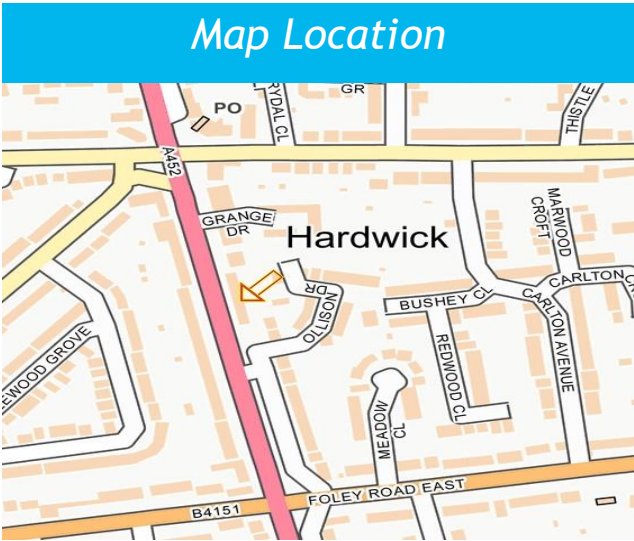 Map Location
GR
PO
RYDAL CL
THISTLE
A452
GRANGE
DR
MARWOOD
CROFT
Hardwick
CARLTON
OLLISON
DR
BUSHEY CL
CARLTON AVENUE
EWOOD GROVE
REDWOOD CL
MEADOW
CL
FOLEY ROAD EAST
B4151